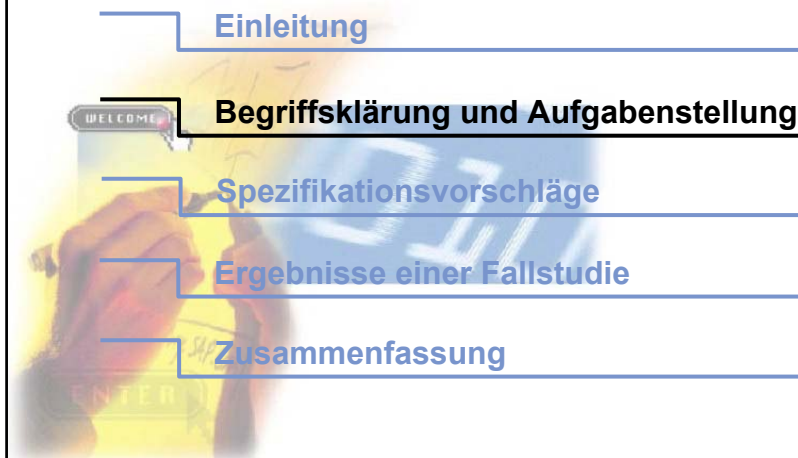 Einleitung
Begriffsklärung und Aufgabenstellung
WELCOME
Spezifikationsvorschläge
Ergebnisse einer Fallstudie
Zusammenfassung
ENTER